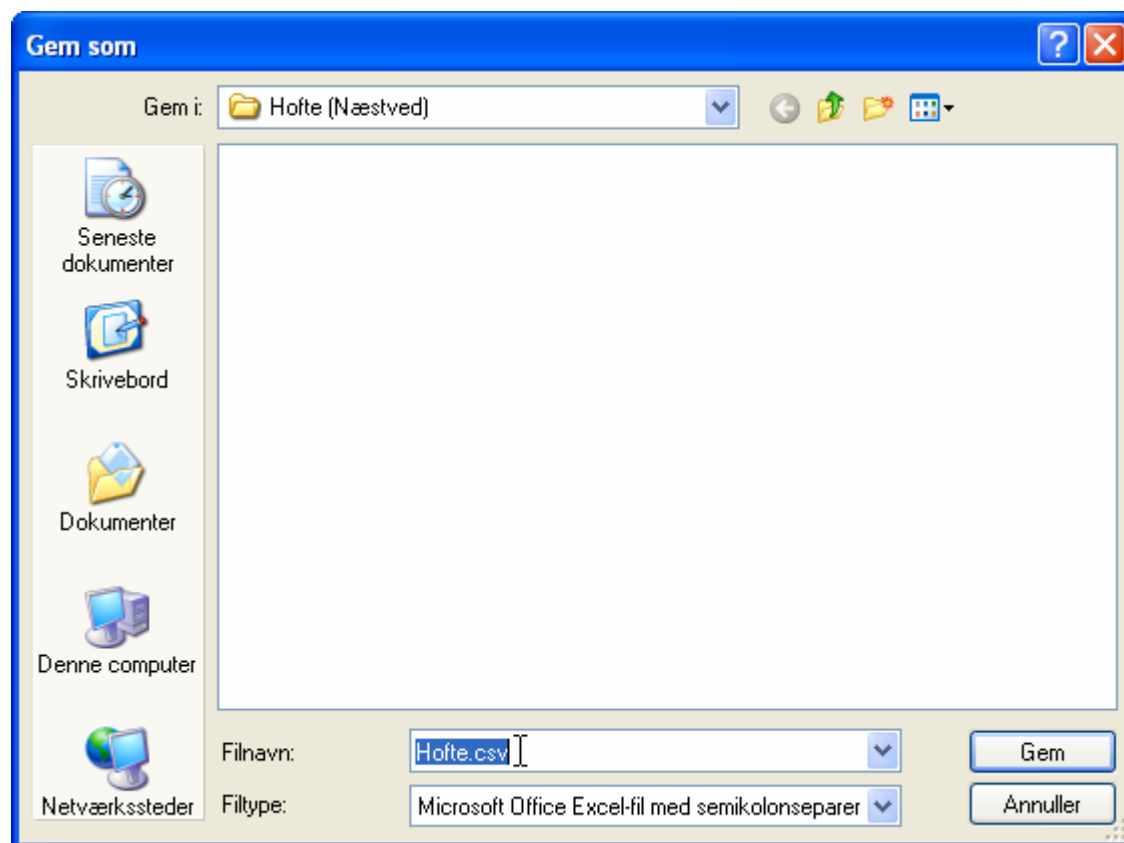 Gem som
Gem i:
Hofte (Næstved)
Seneste
dokumenter
Skrivebord
Dokumenter
Denne computer
Netværkssteder
Filnavn:
Hofte.csv
Gem
Filtype:
Microsoft Office Excel-fil med semikolonseparer
Annuller